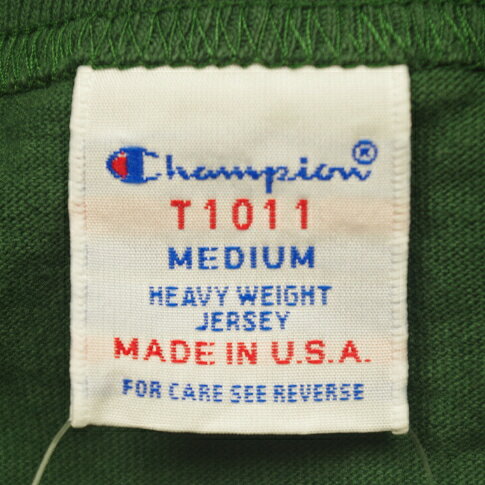 Champion®
T1011
MEDIUM
HEAVY WEIGHT
JERSEY
MADE IN U.S.A.
FOR CARE SEE REVERSE